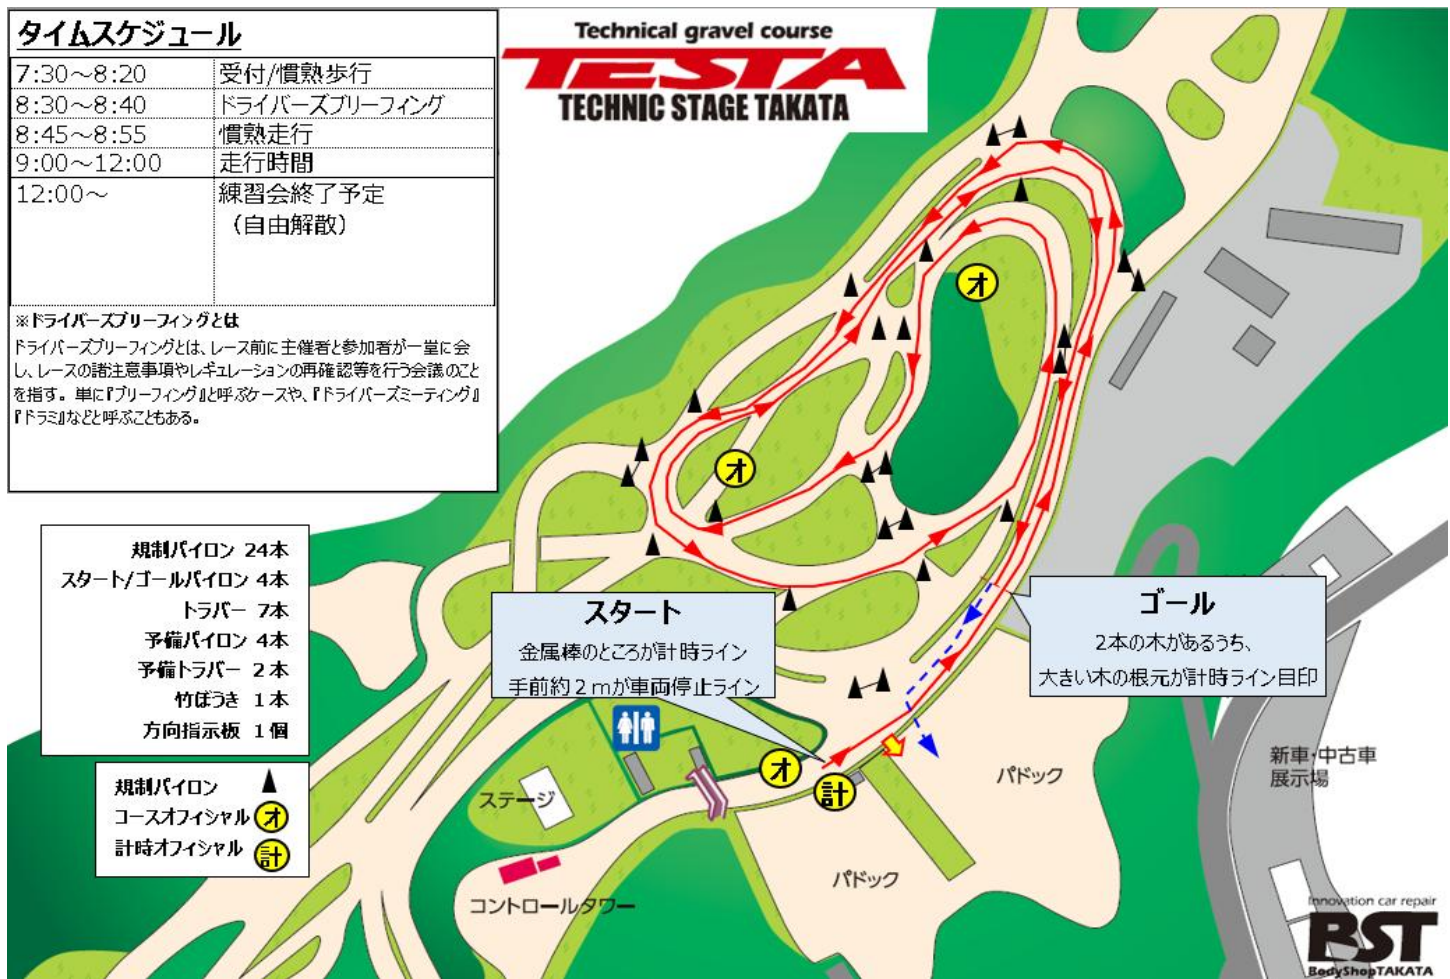 タイムスケジュール
7:30～8:20 受付/慣熟歩行
8:30～8:40 ドライバーズブリーフィング
8:45～8:55 慣熟走行
9:00～12:00 走行時間
12:00～ 練習会終了予定
（自由解散）
※ドライバーズブリーフィングとは
ドライバーズブリーフィングとは、レース前に主催者と参加者が一堂に会
し、レースの諸注意事項やレギュレーションの再確認等を行う会議のこと
を指す。単に『ブリーフィング』と呼ぶケースや、『ドライバーズミーティング』
『ドラミ』などと呼ぶこともある。
Technical gravel course
TESTA
TECHNIC STAGE TAKATA
オ
オ
規制パイロン 24本
スタート/ゴールパイロン 4本
トラバー 7本
予備パイロン 4本
予備トラバー 2本
竹ぼうき 1本
方向指示板 1個
規制パイロン
コースオフィシャル オ
計時オフィシャル 計
スタート
金属棒のところが計時ライン
手前約2mが車両停止ライン
ゴール
2本の木があるうち、
大きい木の根元が計時ライン目印
オ
計
ステージ
コントロールタワー
パドック
パドック
新車・中古車
展示場
Innovation car repair
BST
BodyShopTAKATA